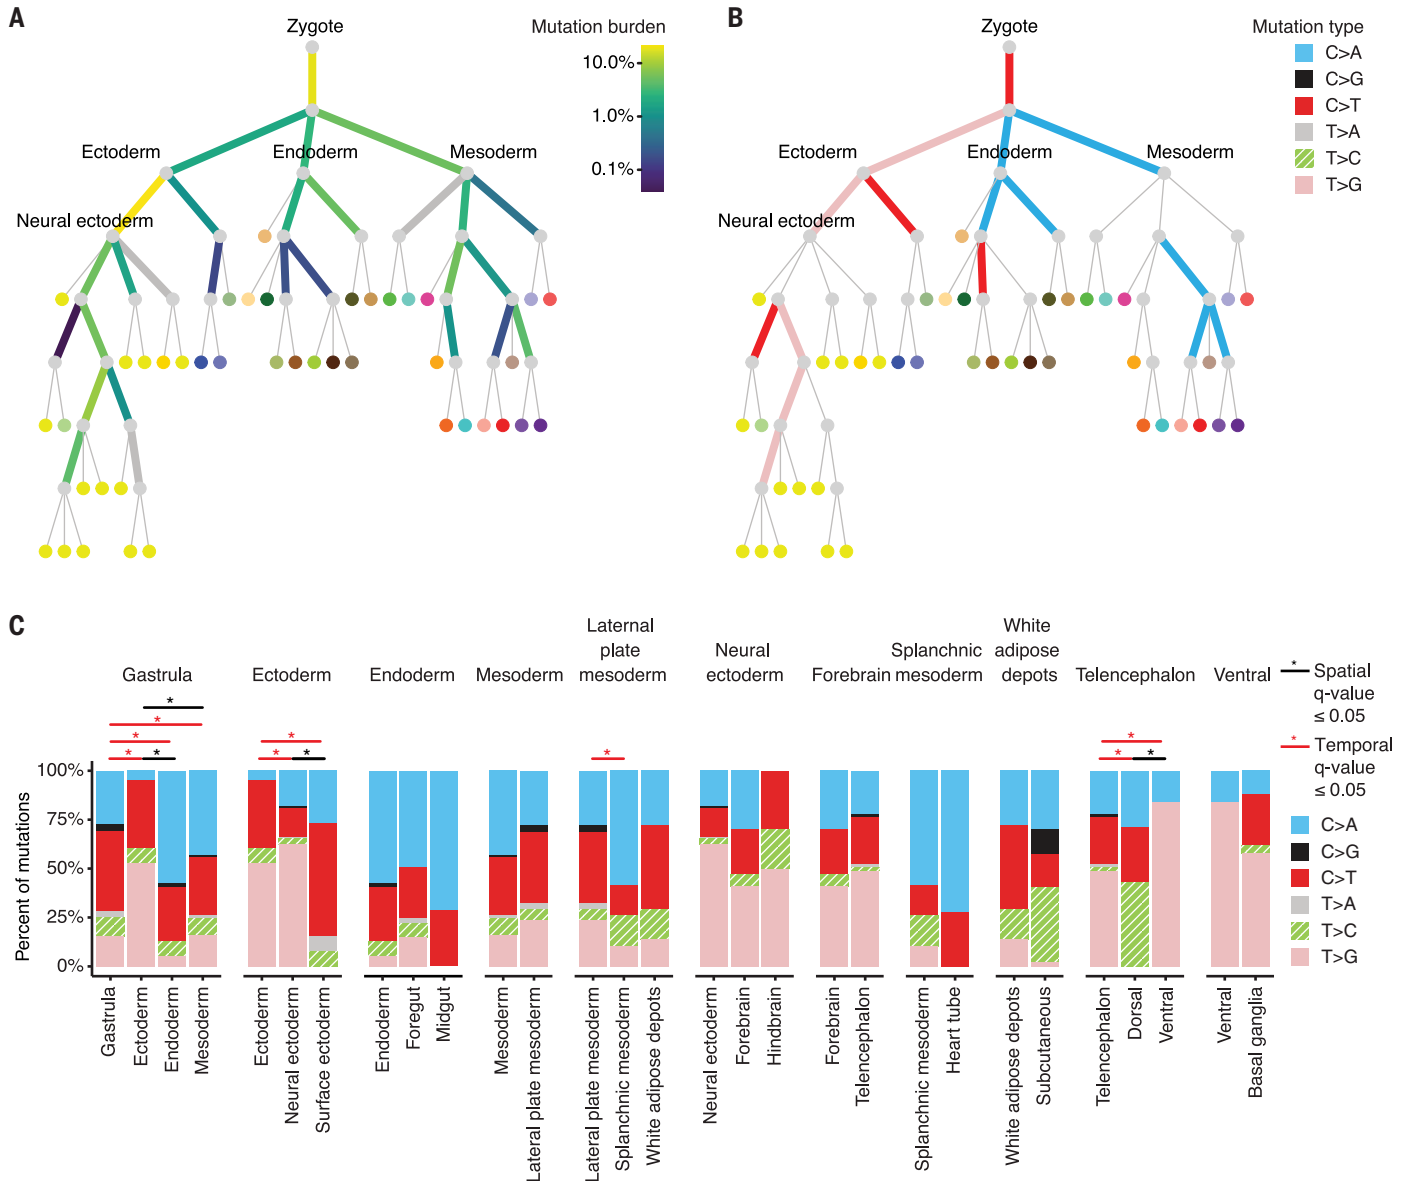 A
Zygote
Mutation burden
10.0%
1.0%
0.1%
Ectoderm
Endoderm
Mesoderm
Neural ectoderm
B
Zygote
Mutation type
C>A
C>G
C>T
T>A
T>C
T>G
Ectoderm
Endoderm
Mesoderm
Neural ectoderm
C
Gastrula
Ectoderm
Endoderm
Mesoderm
Laternal
plate
mesoderm
Neural
ectoderm
Forebrain
Splanchnic
mesoderm
White
adipose
depots
Telencephalon
Ventral
* Spatial
q-value
≤ 0.05
* Temporal
q-value
≤ 0.05
C>A
C>G
C>T
T>A
T>C
T>G
* * * * *
* * *
*
* * *
Percent of mutations
100%
75%
50%
25%
0%
Gastrula
Ectoderm
Endoderm
Mesoderm
Ectoderm
Neural ectoderm
Surface ectoderm
Endoderm
Foregut
Midgut
Mesoderm
Lateral plate mesoderm
Lateral plate mesoderm
Splanchnic mesoderm
White adipose depots
Neural ectoderm
Forebrain
Hindbrain
Forebrain
Telencephalon
Splanchnic mesoderm
Heart tube
White adipose depots
Subcutaneous
Telencephalon
Dorsal
Ventral
Ventral
Basal ganglia